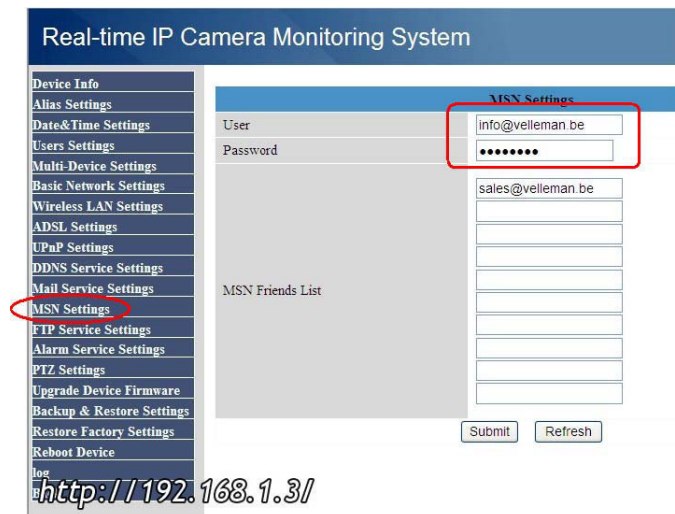 Real-time IP Camera Monitoring System
Device Info
Alias Settings
Date&Time Settings
Users Settings
Multi-Device Settings
Basic Network Settings
Wireless LAN Settings
ADSL Settings
UPnP Settings
DDNS Service Settings
Mail Service Settings
MSN Settings
FTP Service Settings
Alarm Service Settings
PTZ Settings
Upgrade Device Firmware
Backup & Restore Settings
Restore Factory Settings
Reboot Device
log
MSN Settings
User
info@velleman.be
Password
••••••••
MSN Friends List
sales@velleman.be
Submit
Refresh
http://192.168.1.3/